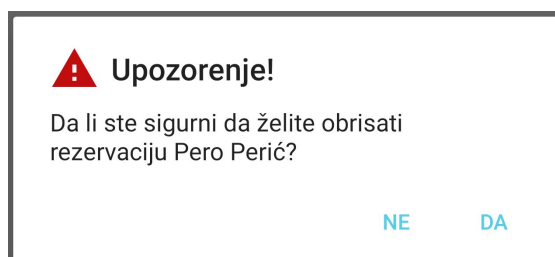 Upozorenje!
Da li ste sigurni da želite obrisati
rezervaciju Pero Perić?
NE DA